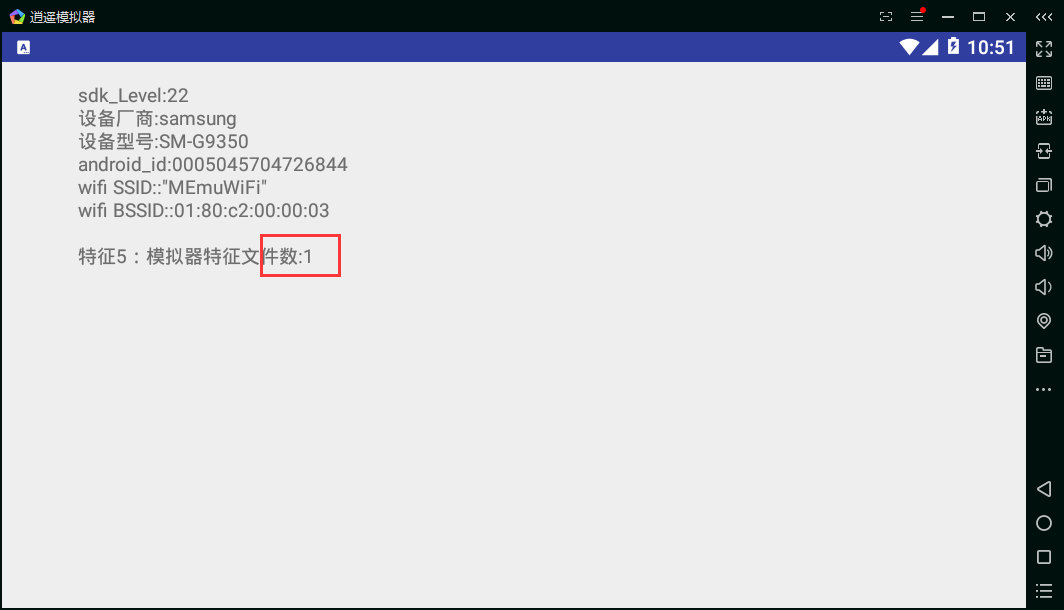 逍遥模拟器
10:51
sdk_Level:22
设备厂商:samsung
设备型号:SM-G9350
android_id:0005045704726844
wifi SSID::"MEmuWiFi"
wifi BSSID::01:80:c2:00:00:03
特征5：模拟器特征文件数:1
A
APK